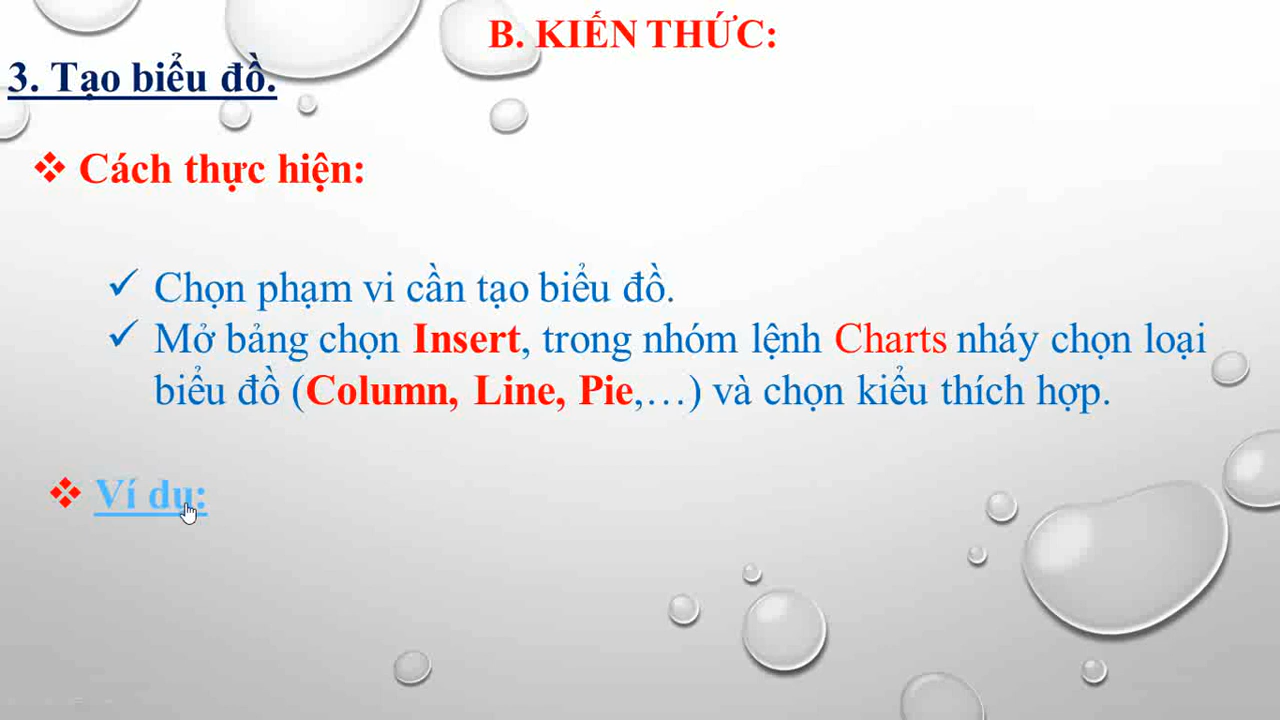 B. KIẾN THỨC:
3. Tạo biểu đồ.
❖ Cách thực hiện:
✓ Chọn phạm vi cần tạo biểu đồ.
✓ Mở bảng chọn Insert, trong nhóm lệnh Charts nháy chọn loại
biểu đồ (Column, Line, Pie,…) và chọn kiểu thích hợp.
❖ Ví dụ: